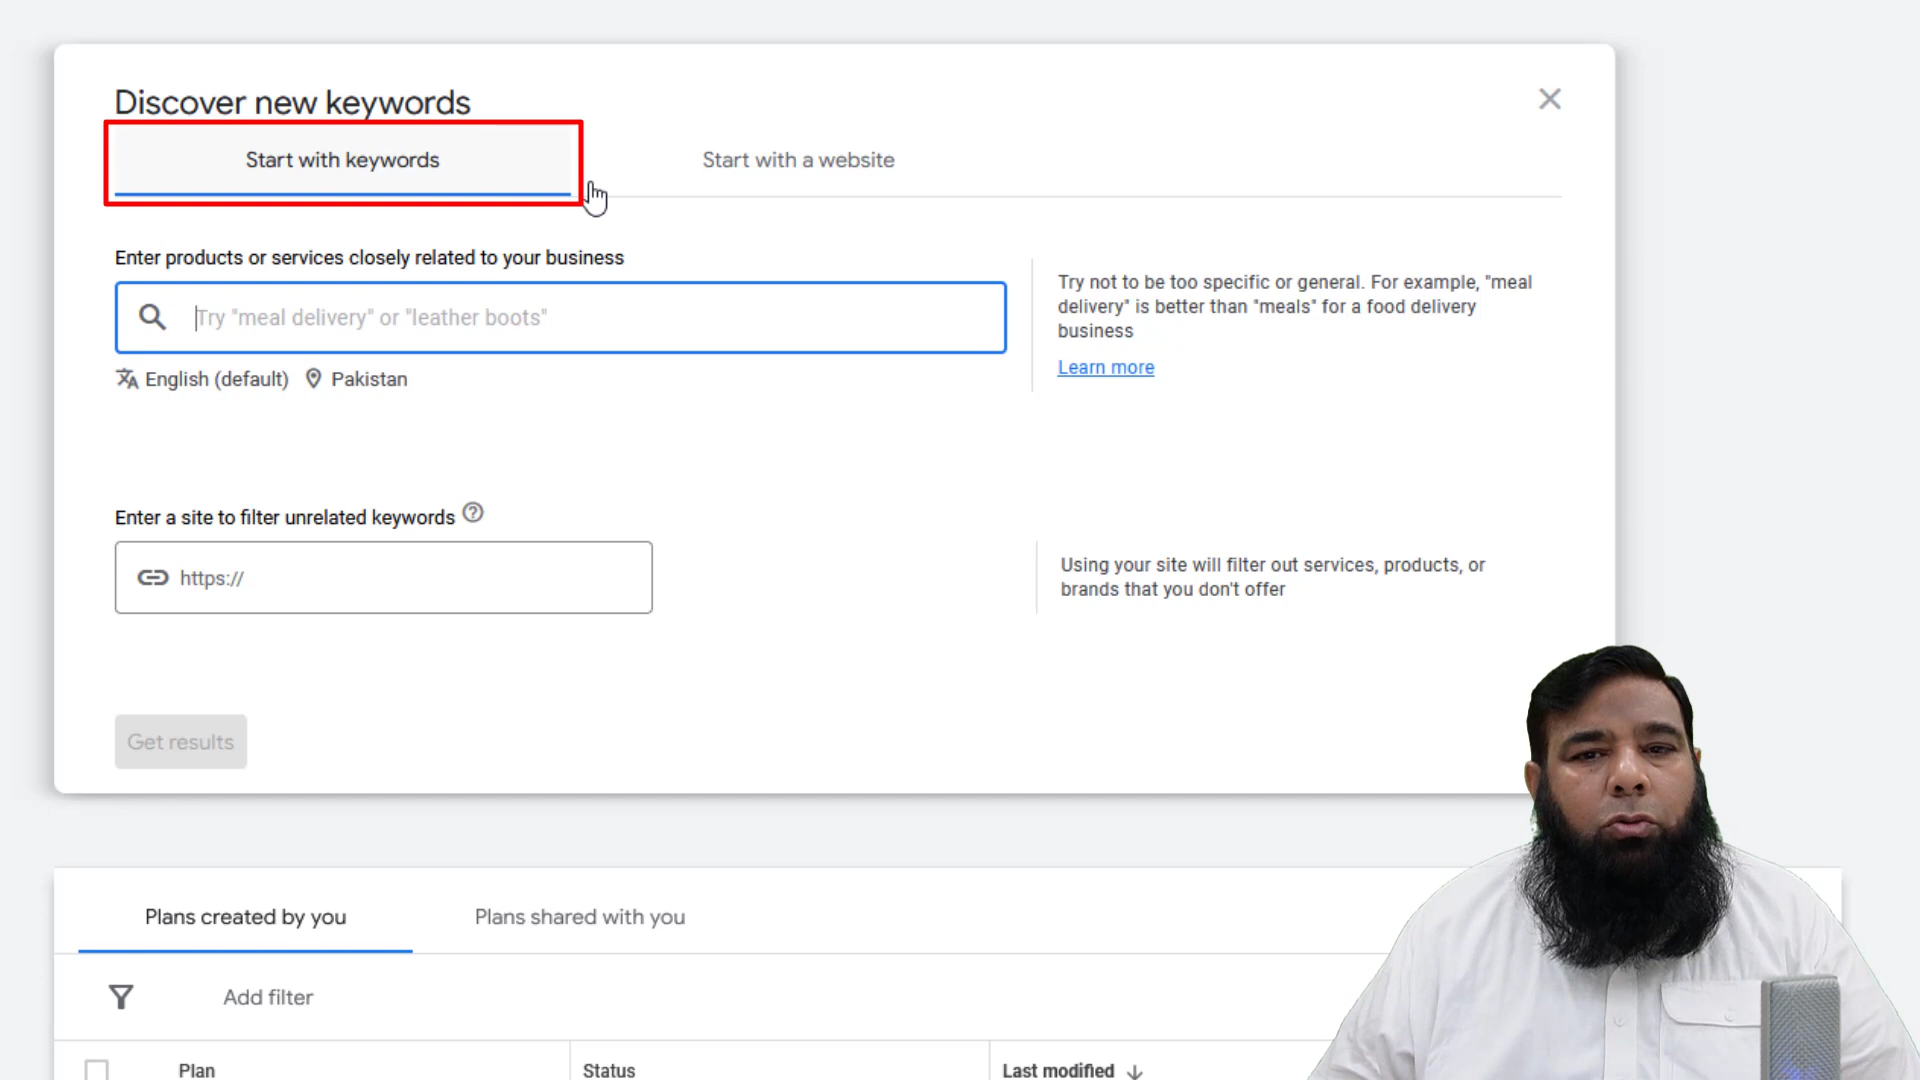 Discover new keywords
Start with keywords
Start with a website
Enter products or services closely related to your business
Try "meal delivery" or "leather boots"
English (default) Pakistan
Try not to be too specific or general. For example, "meal
delivery" is better than "meals" for a food delivery
business
Learn more
Enter a site to filter unrelated keywords
https://
Using your site will filter out services, products, or
brands that you don't offer
Get results
Plans created by you
Plans shared with you
Add filter
Plan
Status
Last modified